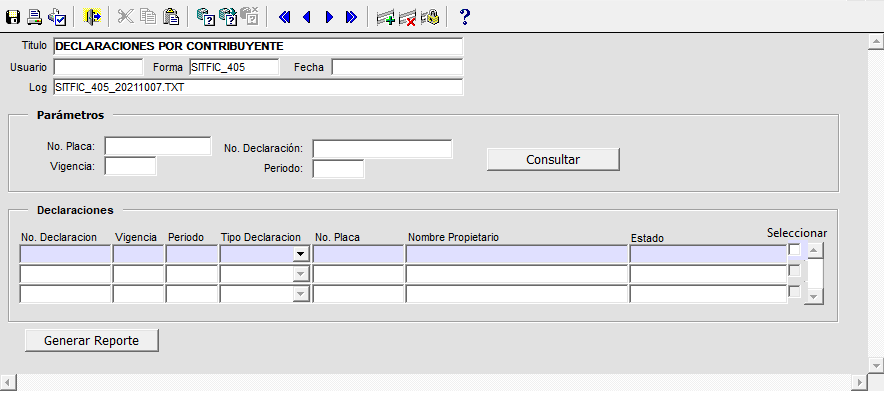 Titulo DECLARACIONES POR CONTRIBUYENTE
Usuario Forma SITFIC_405 Fecha
Log SITFIC_405_20211007.TXT
Parámetros
No. Placa: No. Declaración:
Consultar
Vigencia: Periodo:
Declaraciones
Seleccionar
No. Declaracion Vigencia Periodo Tipo Declaracion No. Placa Nombre Propietario Estado
Generar Reporte